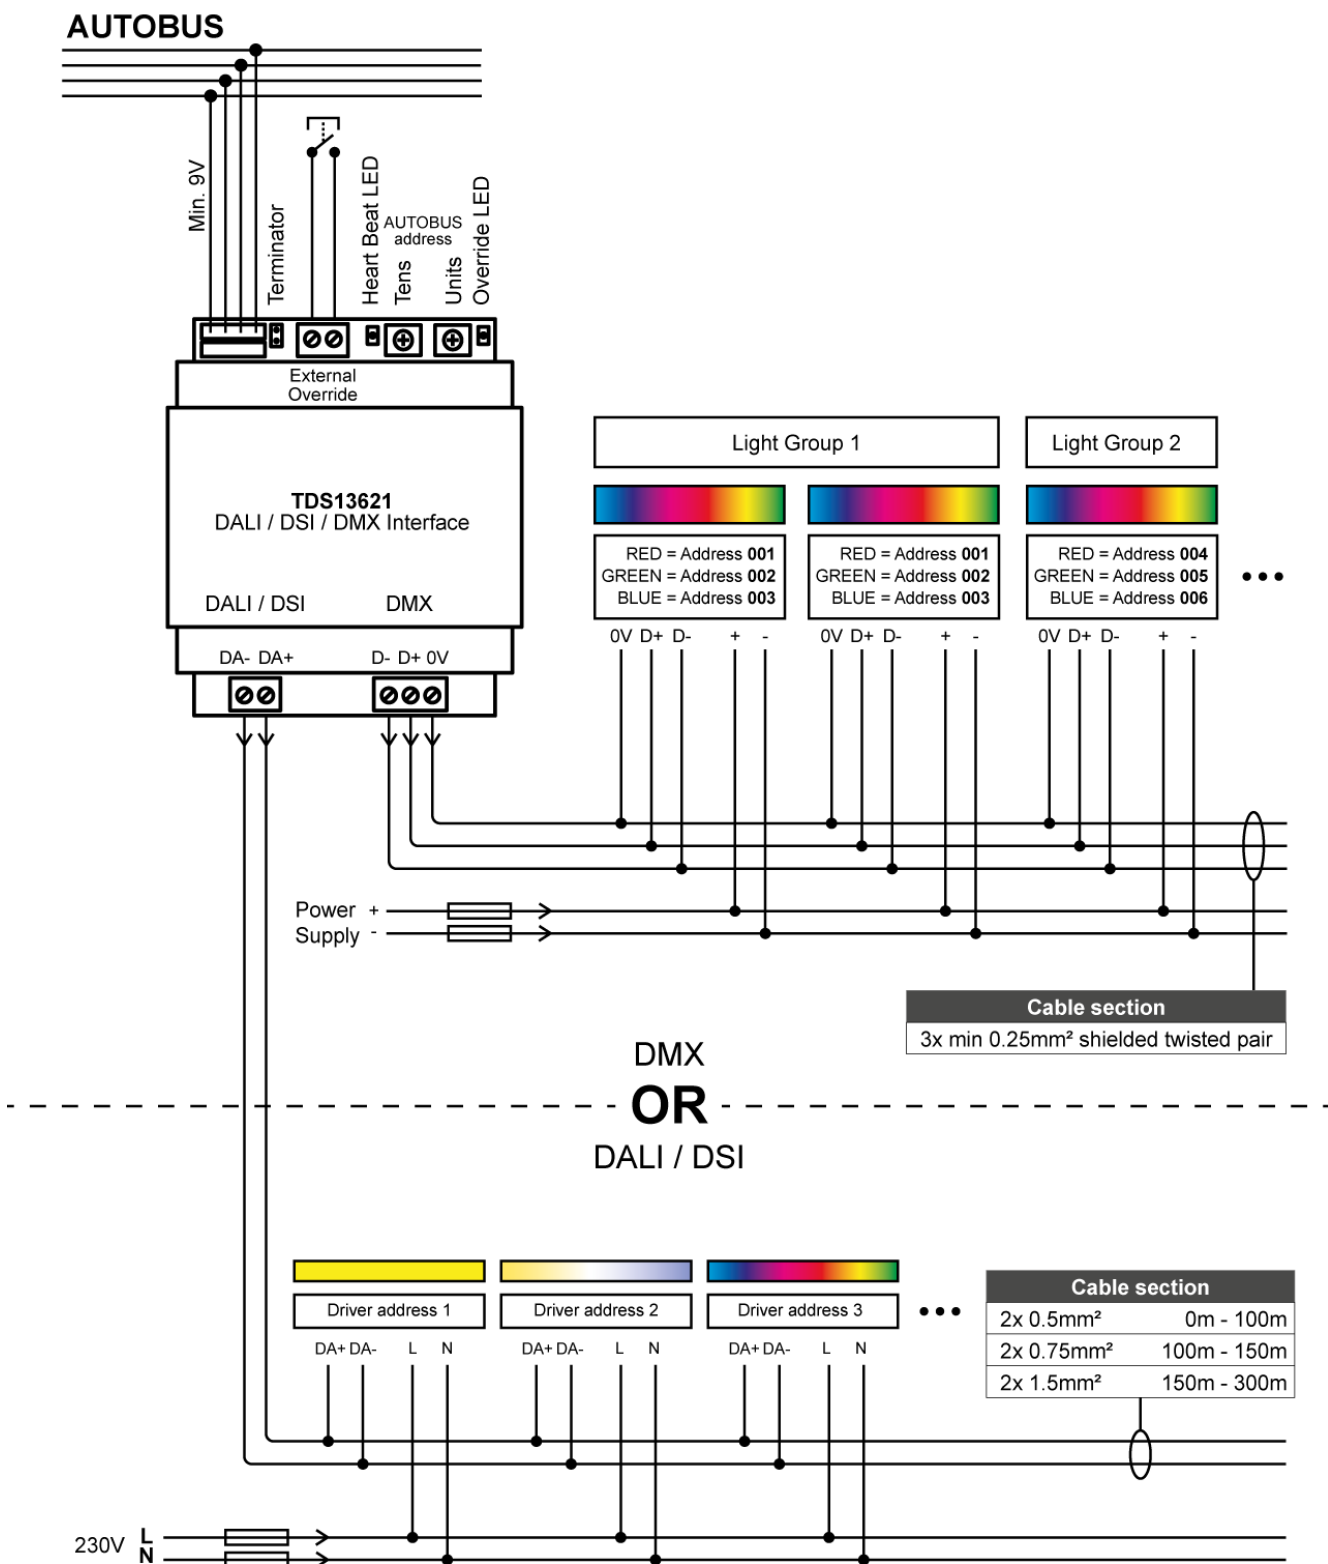 AUTOBUS
Min. 9V
Terminator
Heart Beat LED
AUTOBUS
address
Tens
Units
Override LED
External
Override
TDS13621
DALI / DSI / DMX Interface
DALI / DSI
DMX
DA- DA+
D- D+ 0V
Light Group 1
Light Group 2
RED = Address 001
GREEN = Address 002
BLUE = Address 003
RED = Address 001
GREEN = Address 002
BLUE = Address 003
RED = Address 004
GREEN = Address 005
BLUE = Address 006
•••
0V D+ D- + -
0V D+ D- + -
0V D+ D- + -
Power +
Supply -
Cable section
3x min 0.25mm² shielded twisted pair
DMX
OR
DALI / DSI
Driver address 1
Driver address 2
Driver address 3
•••
DA+ DA- L N
DA+ DA- L N
DA+ DA- L N
Cable section
2x 0.5mm² 0m - 100m
2x 0.75mm² 100m - 150m
2x 1.5mm² 150m - 300m
230V L
N